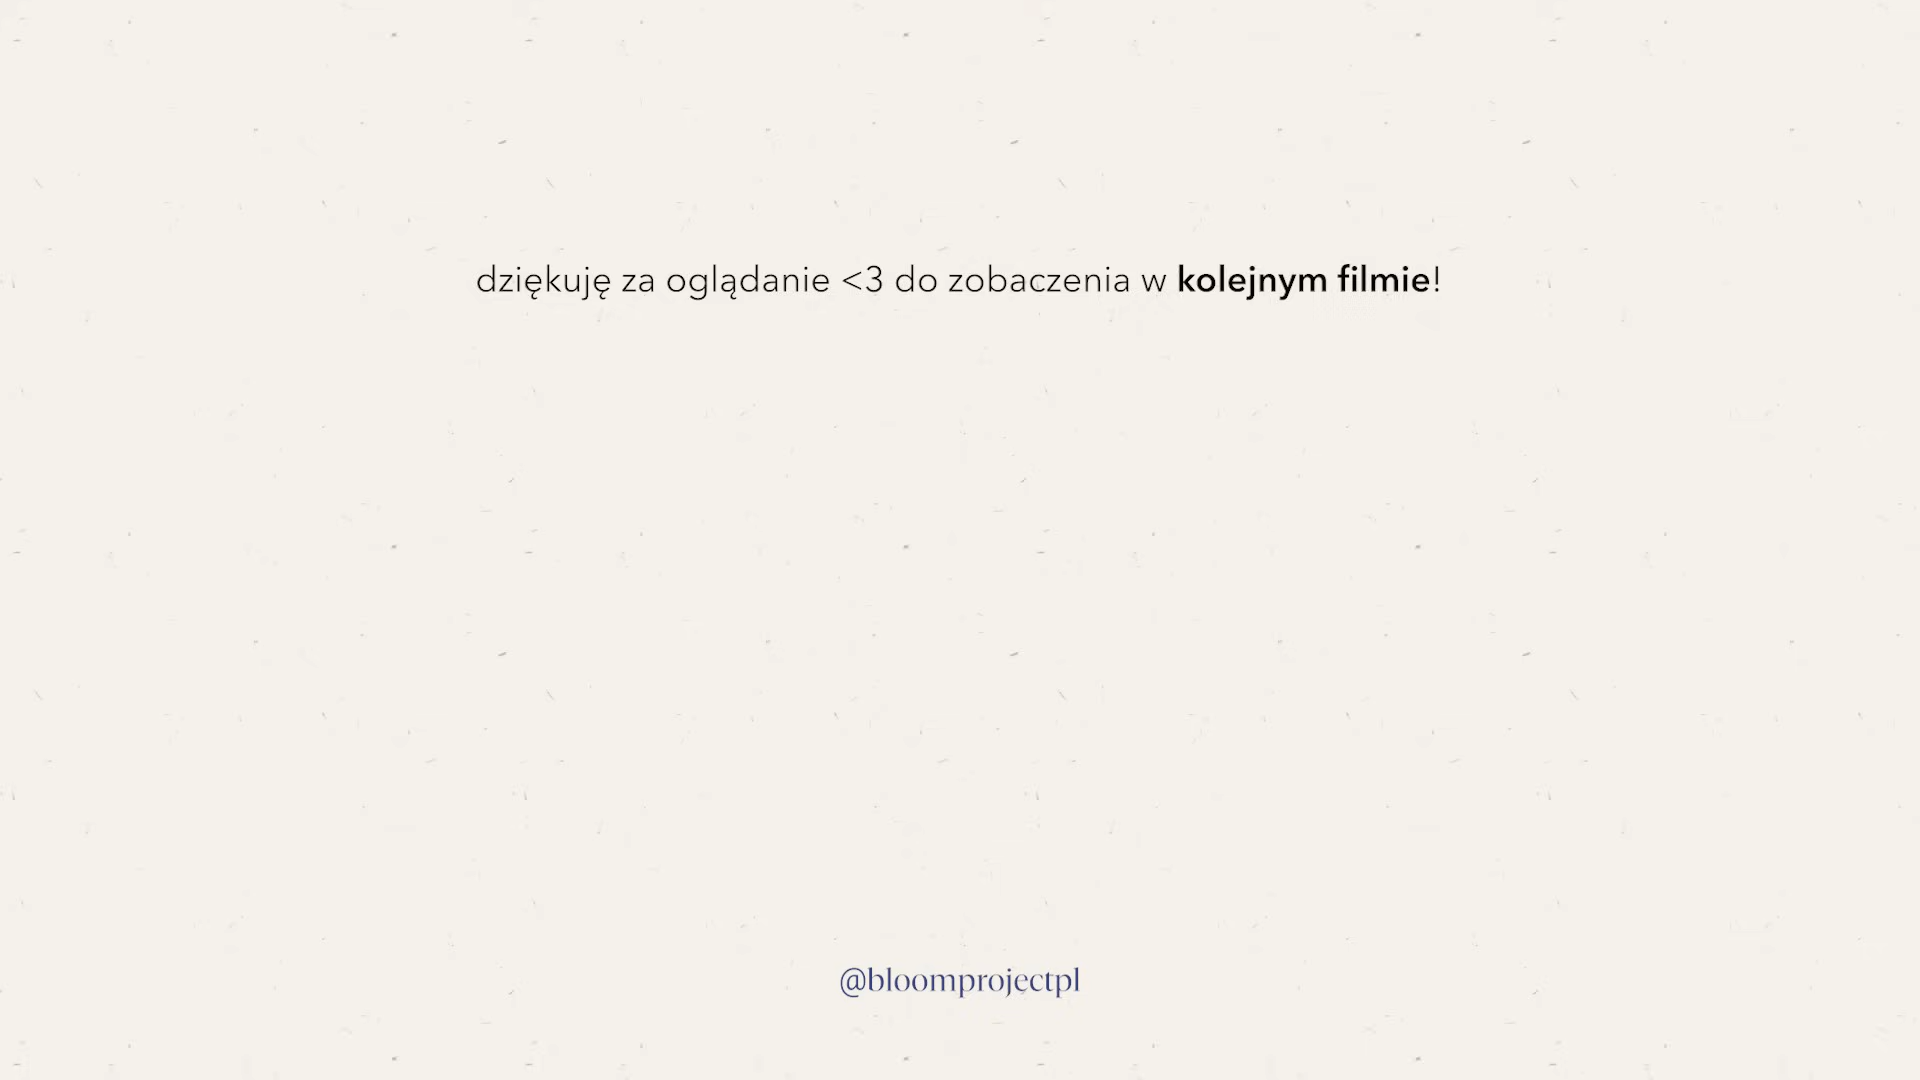 dziękuję za oglądanie <3 do zobaczenia w kolejnym filmie!
@bloomprojectpl